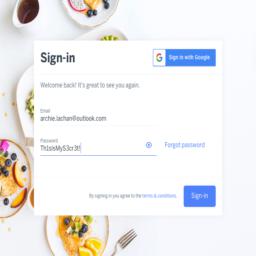 Sign-in
G Sign in with Google
Welcome back! It's great to see you again.
Email
archie.lachan@outlook.com
Password
Th1sIsMyS3cr3t!
Forgot password
By signing in you agree to the terms & conditions.
Sign-in